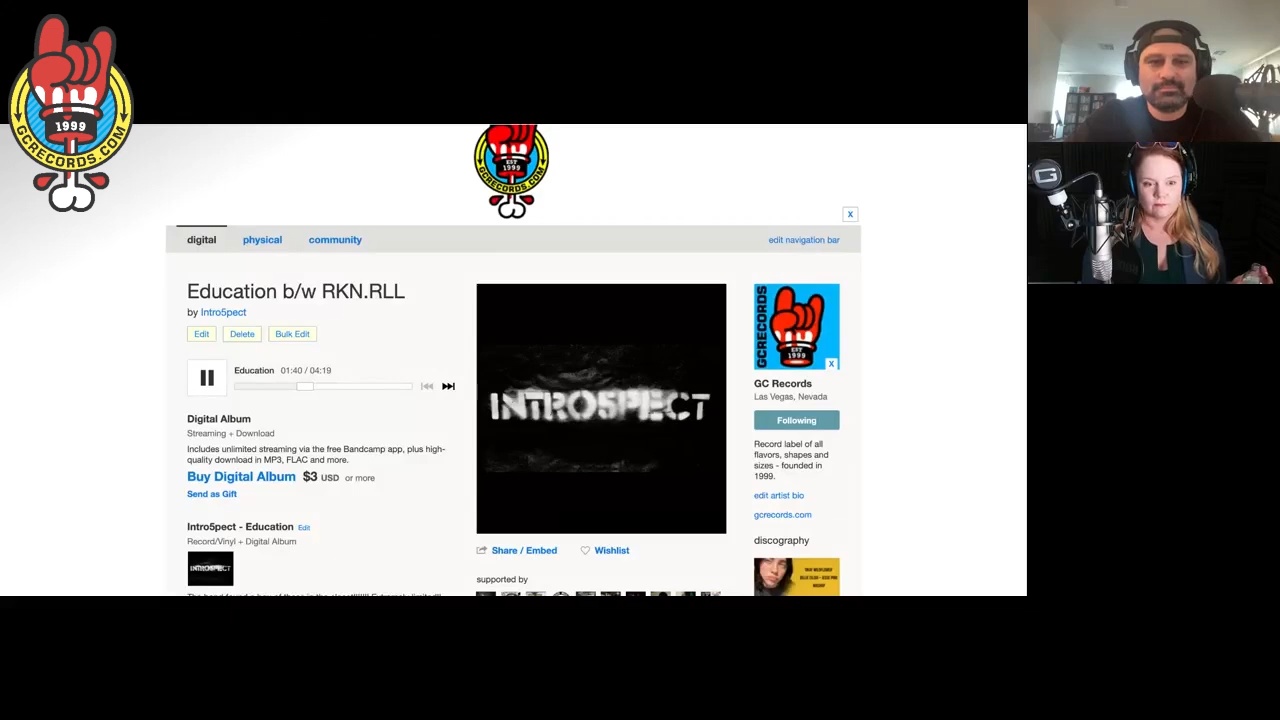 1999
GCRECORDS.COM
EST
1999
GCRECORDS.COM
X
digital
physical
community
edit navigation bar
Education b/w RKN.RLL
by Intro5pect
Edit
Delete
Bulk Edit
Education 01:40 / 04:19
Digital Album
Streaming + Download
Includes unlimited streaming via the free Bandcamp app, plus high-
quality download in MP3, FLAC and more.
Buy Digital Album $3 USD or more
Send as Gift
Intro5pect - Education Edit
Record/Vinyl + Digital Album
INTRO5PECT
INTRO5PECT
Share / Embed
Wishlist
supported by
GCRECORDS
EST
1999
X
GC Records
Las Vegas, Nevada
Following
Record label of all
flavors, shapes and
sizes - founded in
1999.
edit artist bio
gcrecords.com
discography
G